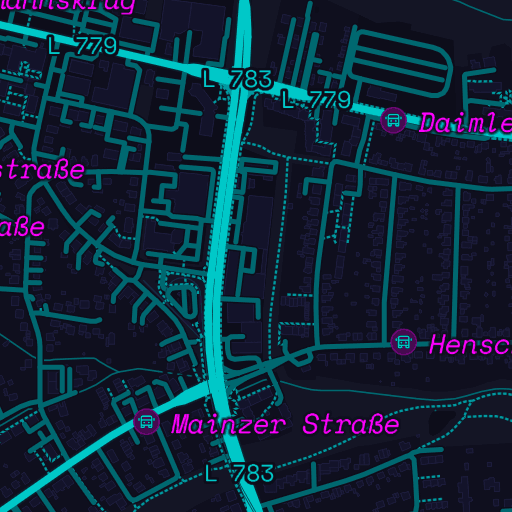 L 779
L 783
L 779
Daimle
straße
aße
Hensc
Mainzer Straße
L 783